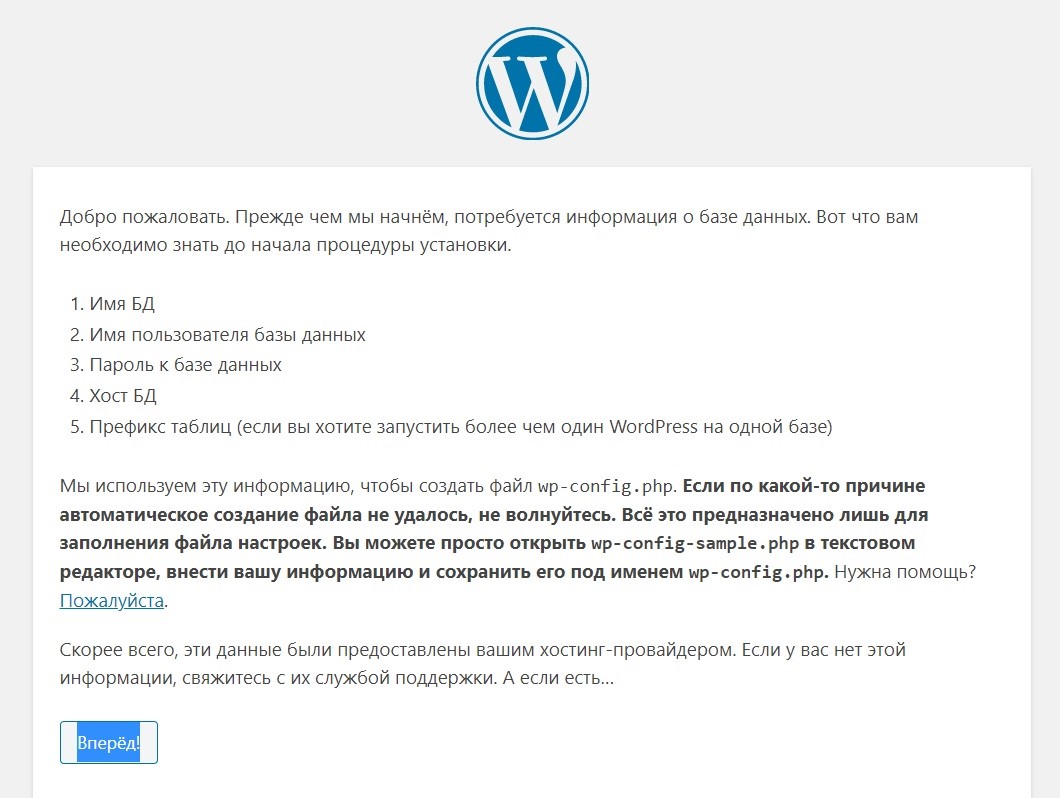 Добро пожаловать. Прежде чем мы начнём, потребуется информация о базе данных. Вот что вам
необходимо знать до начала процедуры установки.
1. Имя БД
2. Имя пользователя базы данных
3. Пароль к базе данных
4. Хост БД
5. Префикс таблиц (если вы хотите запустить более чем один WordPress на одной базе)
Мы используем эту информацию, чтобы создать файл wp-config.php. Если по какой-то причине
автоматическое создание файла не удалось, не волнуйтесь. Всё это предназначено лишь для
заполнения файла настроек. Вы можете просто открыть wp-config-sample.php в текстовом
редакторе, внести вашу информацию и сохранить его под именем wp-config.php. Нужна помощь?
Пожалуйста.
Скорее всего, эти данные были предоставлены вашим хостинг-провайдером. Если у вас нет этой
информации, свяжитесь с их службой поддержки. А если есть…
Вперёд!